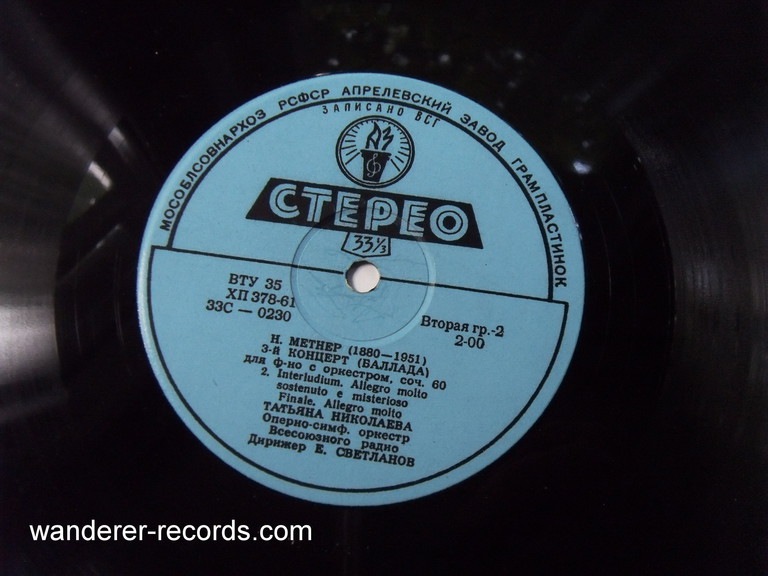 МОСОБЛСОВНАРХОЗ РСФСР АПРЕЛЕВСКИЙ ЗАВОД ГРАМПЛАСТИНОК
ЗАПИСАНО ВСГ
СТЕРЕО
33⅓
ВТУ 35
ХП 378-61
33С — 0230
Вторая гр.-2
2-00
Н. МЕТНЕР (1880—1951)
3-й КОНЦЕРТ (БАЛЛАДА)
для ф-но с оркестром, соч. 60
2. Interludium. Allegro molto
sostenuto e misterioso
Finale. Allegro molto
ТАТЬЯНА НИКОЛАЕВА
Оперно-симф. оркестр
Всесоюзного радио
Дирижер Е. СВЕТЛАНОВ
wanderer-records.com